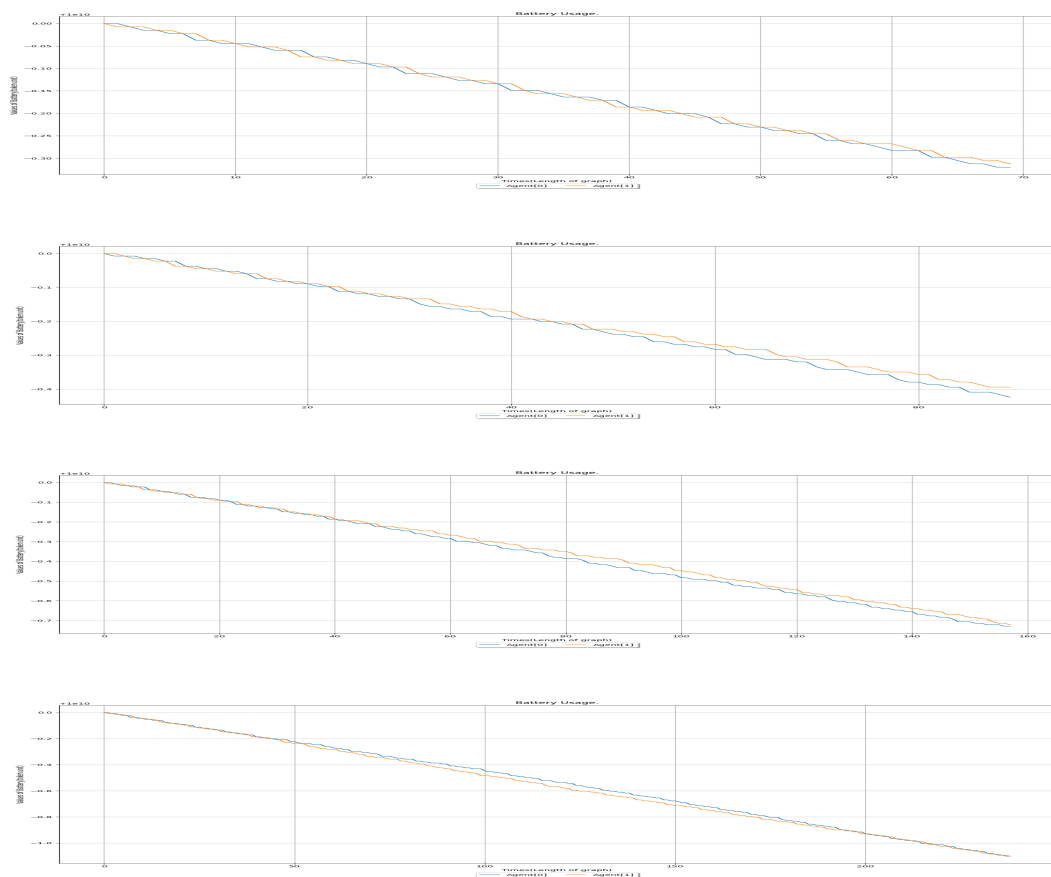 Battery Usage.
+1e10
0.00
−0.05
−0.10
−0.15
−0.20
−0.25
−0.30
0 10 20 30 40 50 60 70
Times(Length of graph)
Agent[0] Agent[1] ]
Battery Usage.
+1e10
0.0
−0.1
−0.2
−0.3
−0.4
0 20 40 60 80
Times(Length of graph)
Agent[0] Agent[1] ]
Battery Usage.
+1e10
0.0
−0.1
−0.2
−0.3
−0.4
−0.5
−0.6
−0.7
0 20 40 60 80 100 120 140 160
Times(Length of graph)
Agent[0] Agent[1] ]
Battery Usage.
+1e10
0.0
−0.2
−0.4
−0.6
−0.8
−1.0
0 50 100 150 200
Times(Length of graph)
Agent[0] Agent[1] ]